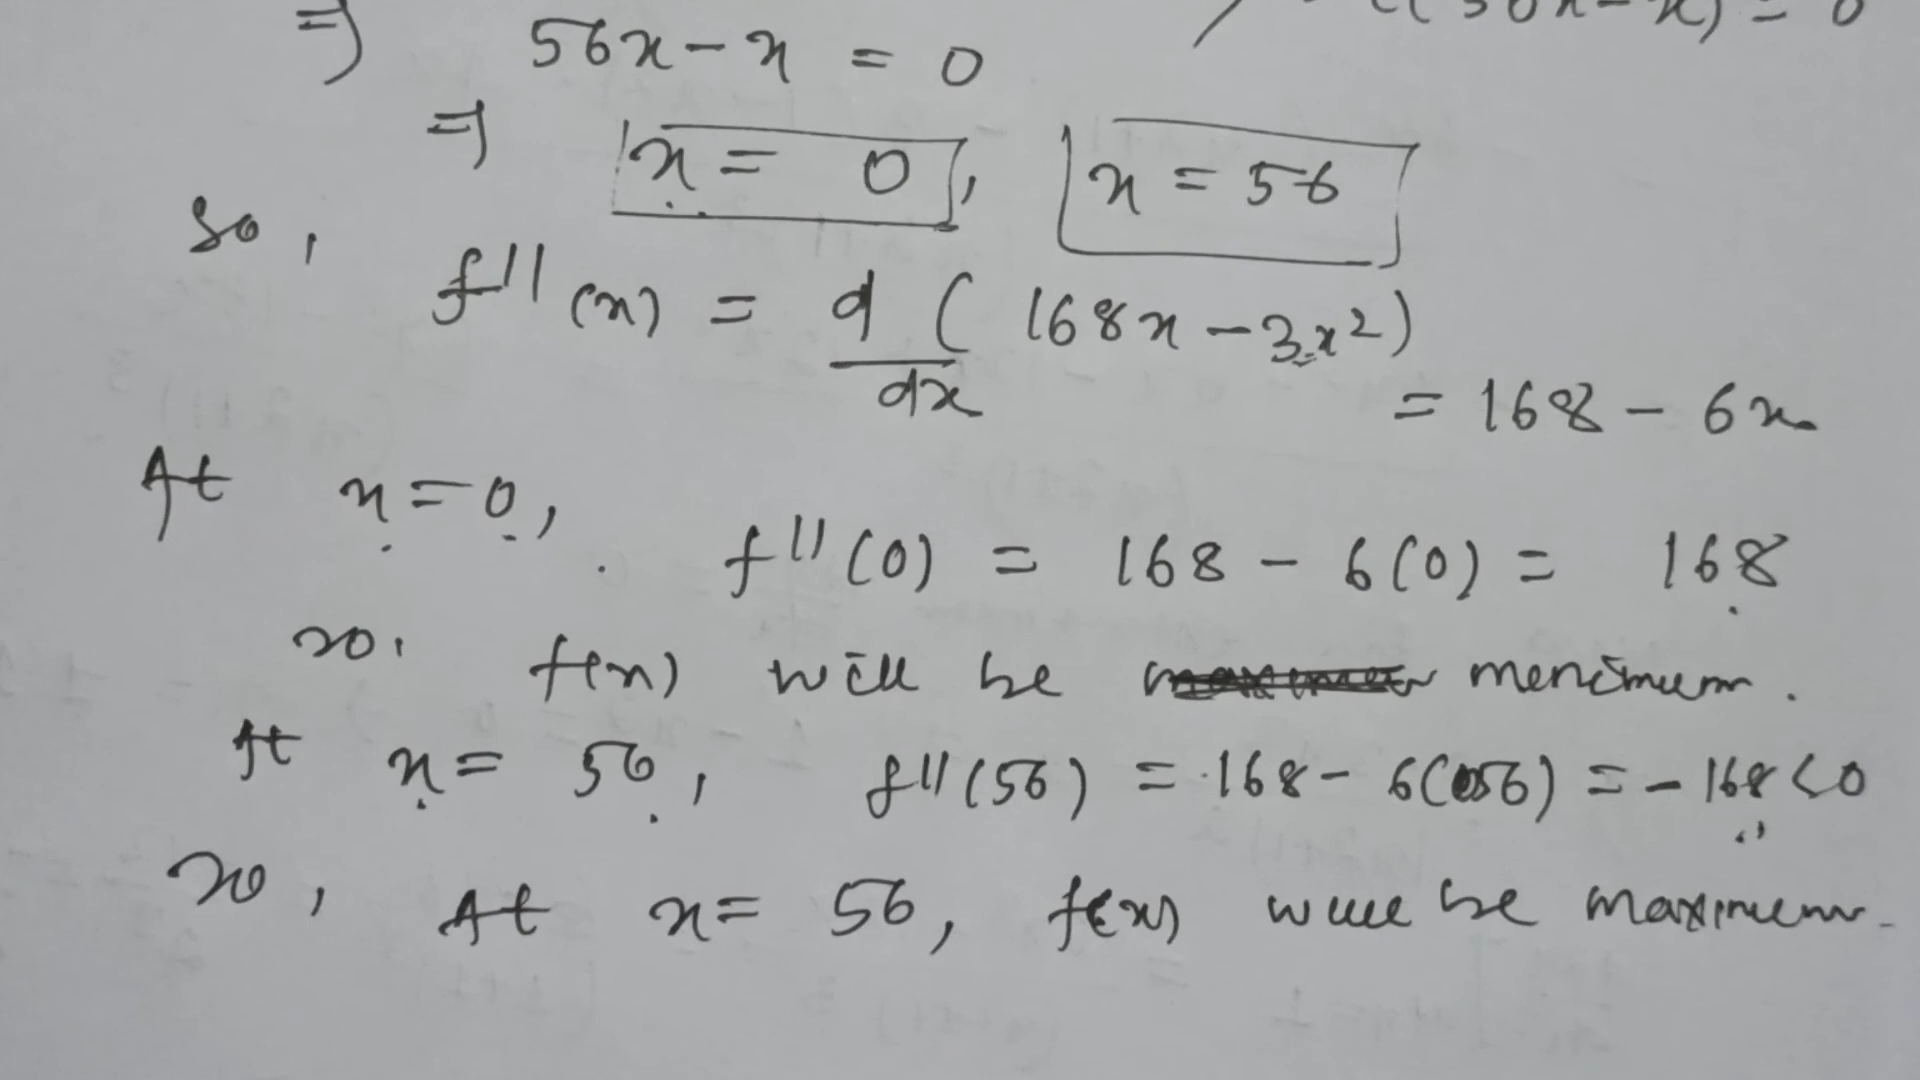 ⇒ 56x - x = 0
⇒ x = 0, x = 56
So, f''(x) = d/dx (168x - 3x²)
= 168 - 6x
At x = 0,
f''(0) = 168 - 6(0) = 168
so, f(x) will be menimum.
At x = 56, f''(56) = 168 - 6(56) = -168 < 0
so, At x = 56, f(x) will be maximum.